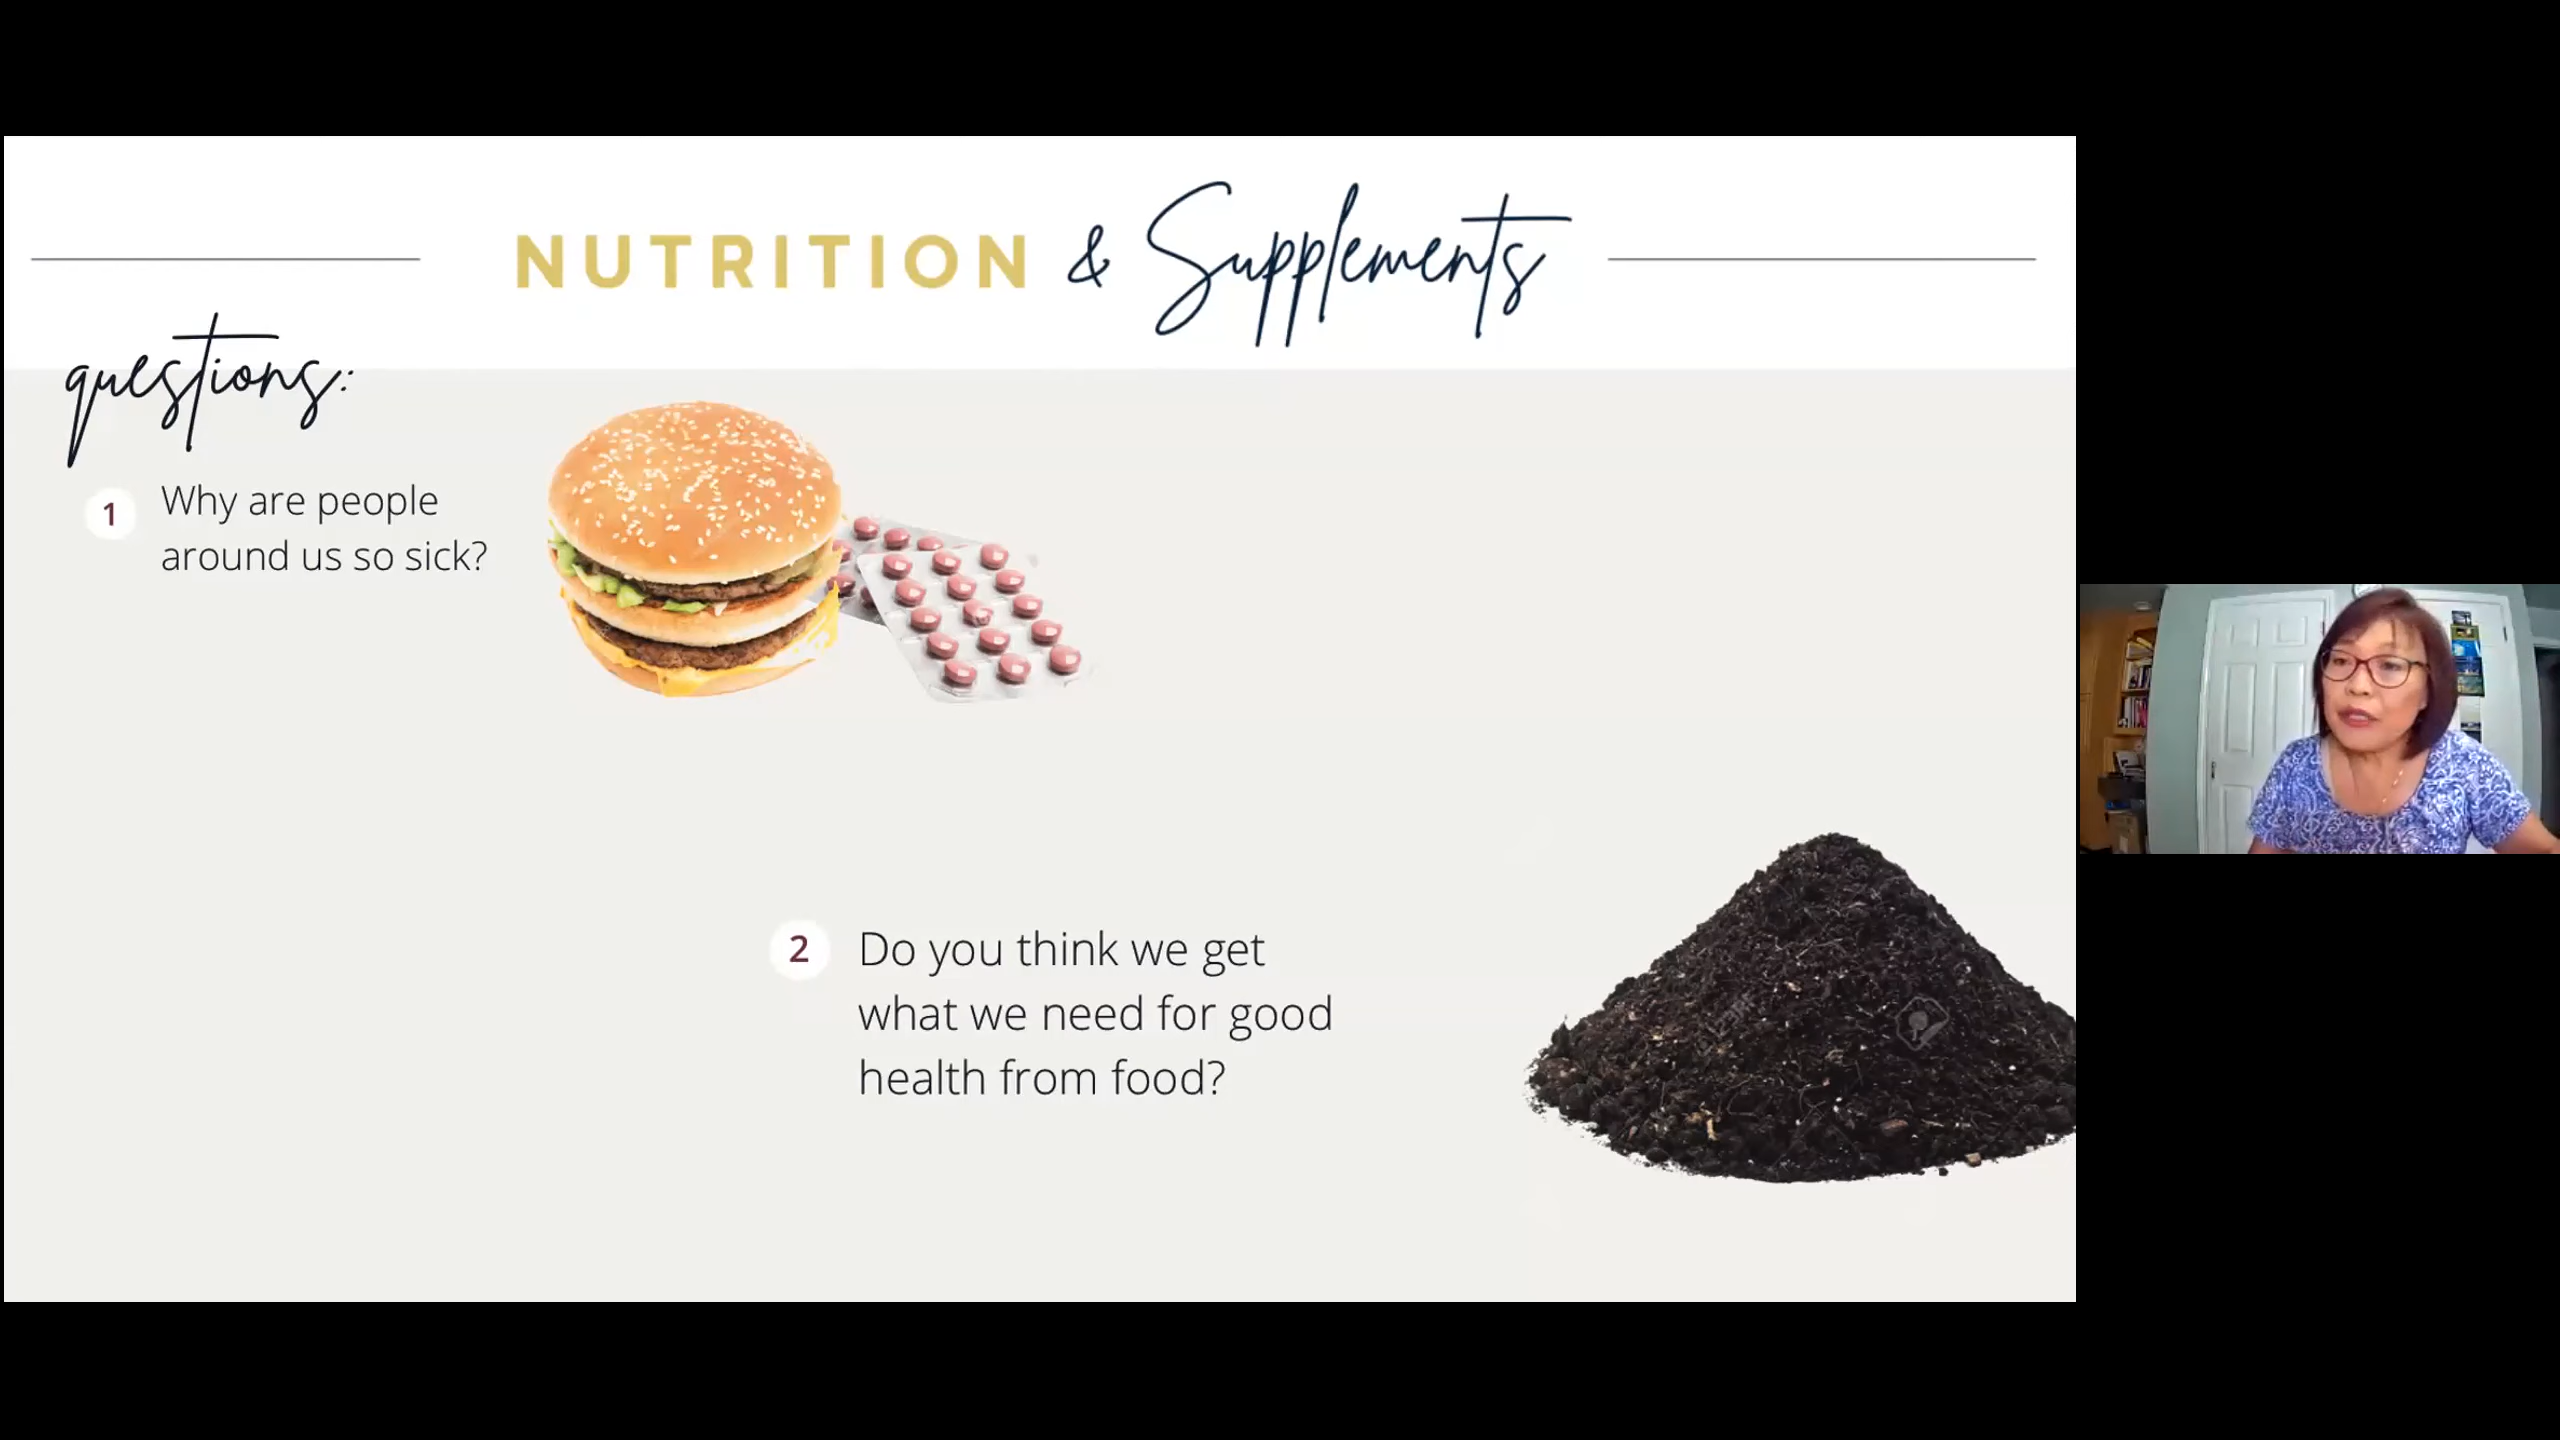 NUTRITION & Supplements
questions:
1 Why are people
around us so sick?
2 Do you think we get
what we need for good
health from food?